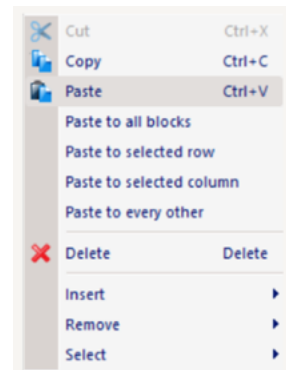 Cut Ctrl+X
Copy Ctrl+C
Paste Ctrl+V
Paste to all blocks
Paste to selected row
Paste to selected column
Paste to every other
Delete Delete
Insert
Remove
Select